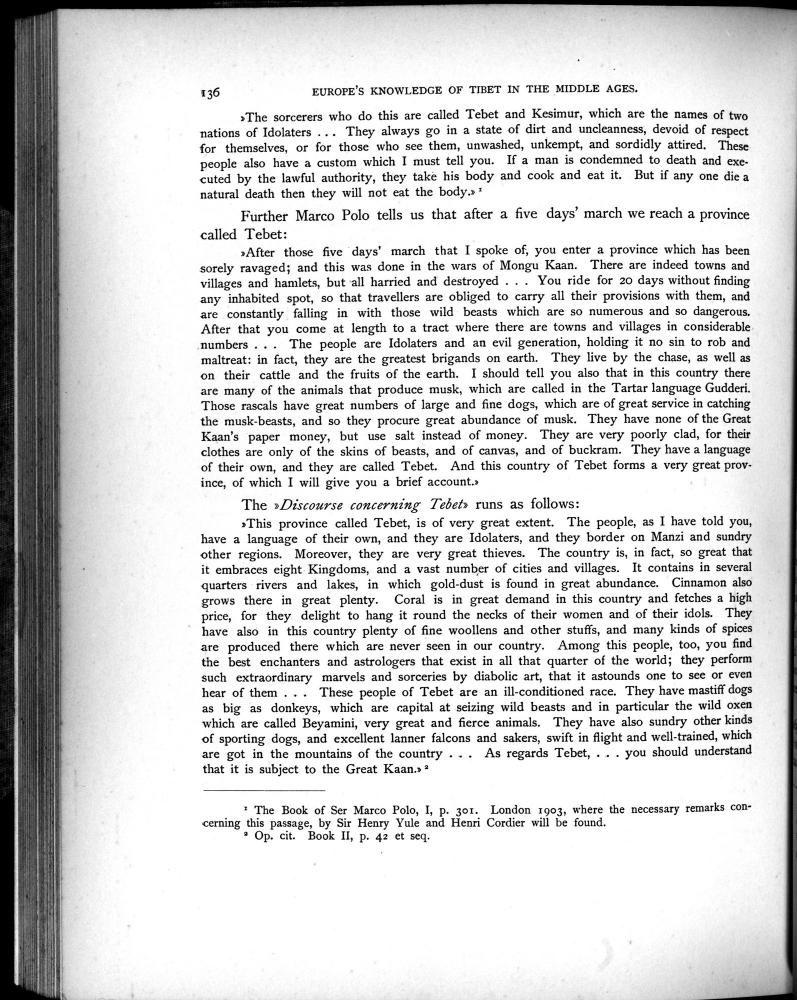 136 EUROPE'S KNOWLEDGE OF TIBET IN THE MIDDLE AGES.
»The sorcerers who do this are called Tebet and Kesimur, which are the names of two
nations of Idolaters ... They always go in a state of dirt and uncleanness, devoid of respect
for themselves, or for those who see them, unwashed, unkempt, and sordidly attired. These
people also have a custom which I must tell you. If a man is condemned to death and exe-
cuted by the lawful authority, they take his body and cook and eat it. But if any one die a
natural death then they will not eat the body.» ¹
Further Marco Polo tells us that after a five days' march we reach a province
called Tebet:
»After those five days' march that I spoke of, you enter a province which has been
sorely ravaged; and this was done in the wars of Mongu Kaan. There are indeed towns and
villages and hamlets, but all harried and destroyed . . . You ride for 20 days without finding
any inhabited spot, so that travellers are obliged to carry all their provisions with them, and
are constantly falling in with those wild beasts which are so numerous and so dangerous.
After that you come at length to a tract where there are towns and villages in considerable
numbers . . . The people are Idolaters and an evil generation, holding it no sin to rob and
maltreat: in fact, they are the greatest brigands on earth. They live by the chase, as well as
on their cattle and the fruits of the earth. I should tell you also that in this country there
are many of the animals that produce musk, which are called in the Tartar language Gudderi.
Those rascals have great numbers of large and fine dogs, which are of great service in catching
the musk-beasts, and so they procure great abundance of musk. They have none of the Great
Kaan's paper money, but use salt instead of money. They are very poorly clad, for their
clothes are only of the skins of beasts, and of canvas, and of buckram. They have a language
of their own, and they are called Tebet. And this country of Tebet forms a very great prov-
ince, of which I will give you a brief account.»
The »Discourse concerning Tebet» runs as follows:
»This province called Tebet, is of very great extent. The people, as I have told you,
have a language of their own, and they are Idolaters, and they border on Manzi and sundry
other regions. Moreover, they are very great thieves. The country is, in fact, so great that
it embraces eight Kingdoms, and a vast number of cities and villages. It contains in several
quarters rivers and lakes, in which gold-dust is found in great abundance. Cinnamon also
grows there in great plenty. Coral is in great demand in this country and fetches a high
price, for they delight to hang it round the necks of their women and of their idols. They
have also in this country plenty of fine woollens and other stuffs, and many kinds of spices
are produced there which are never seen in our country. Among this people, too, you find
the best enchanters and astrologers that exist in all that quarter of the world; they perform
such extraordinary marvels and sorceries by diabolic art, that it astounds one to see or even
hear of them . . . These people of Tebet are an ill-conditioned race. They have mastiff dogs
as big as donkeys, which are capital at seizing wild beasts and in particular the wild oxen
which are called Beyamini, very great and fierce animals. They have also sundry other kinds
of sporting dogs, and excellent lanner falcons and sakers, swift in flight and well-trained, which
are got in the mountains of the country . . . As regards Tebet, . . . you should understand
that it is subject to the Great Kaan.» ²
¹ The Book of Ser Marco Polo, I, p. 301. London 1903, where the necessary remarks con-
cerning this passage, by Sir Henry Yule and Henri Cordier will be found.
² Op. cit. Book II, p. 42 et seq.